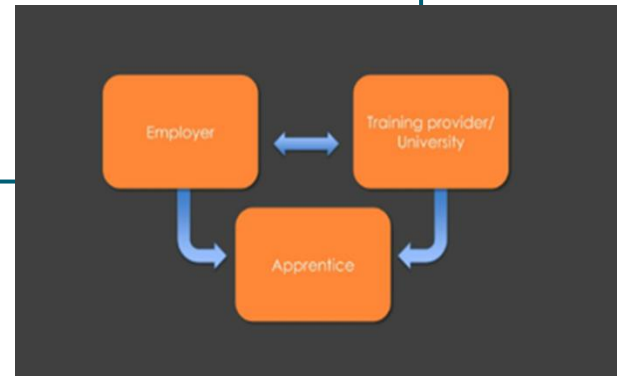 Employer
Training provider/
University
Apprentice